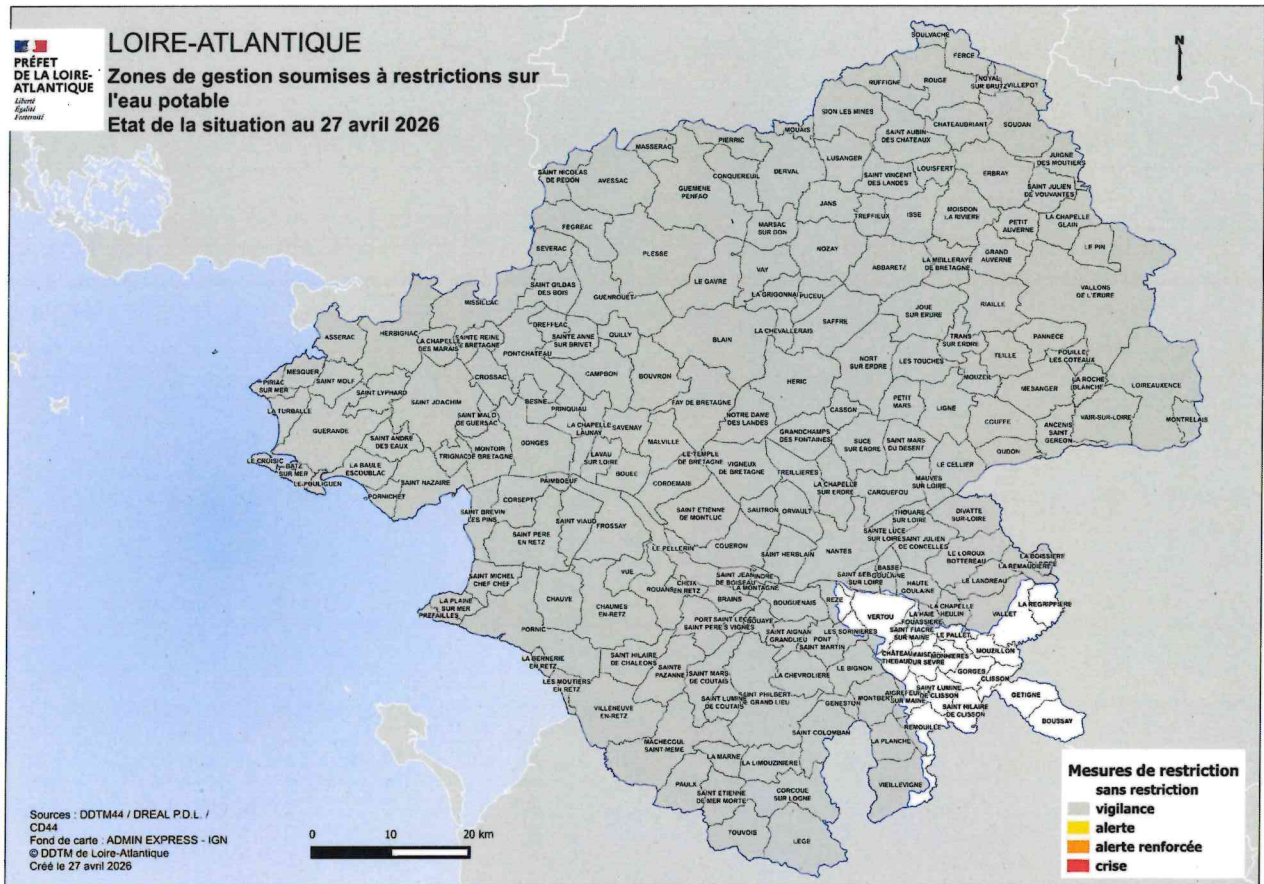 PRÉFET
DE LA LOIRE-
ATLANTIQUE
Liberté
Égalité
Fraternité
LOIRE-ATLANTIQUE
Zones de gestion soumises à restrictions sur
l'eau potable
Etat de la situation au 27 avril 2026
N
SOULVACHE
FERCE
RUFFIGNE
ROUGE
NOYAL
SUR BRUTZ
VILLEPOT
SION LES MINES
CHATEAUBRIANT
SOUDAN
MOUAIS
SAINT AUBIN
DES CHATEAUX
PIERRIC
MASSERAC
LUSANGER
JUIGNE
DES MOUTIERS
SAINT NICOLAS
DE REDON
AVESSAC
CONQUEREUIL
DERVAL
SAINT VINCENT
DES LANDES
LOUISFERT
ERBRAY
GUEMENE
PENFAO
SAINT JULIEN
DE VOUVANTES
JANS
TREFFIEUX
ISSE
MOISDON
LA RIVIERE
FEGREAC
MARSAC
SUR DON
PETIT
AUVERNE
LA CHAPELLE
GLAIN
SEVERAC
PLESSE
NOZAY
LE PIN
GRAND
AUVERNE
VAY
ABBARETZ
LA MEILLERAYE
DE BRETAGNE
SAINT GILDAS
DES BOIS
LE GAVRE
GUENROUET
LA GRIGONNAI
PUCEUL
VALLONS
DE L'ERDRE
MISSILLAC
RIAILLE
JOUE
SUR ERDRE
SAFFRE
DREFFEAC
ASSERAC
HERBIGNAC
LA CHAPELLE
DES MARAIS
SAINTE REINE
DE BRETAGNE
SAINTE ANNE
SUR BRIVET
QUILLY
BLAIN
LA CHEVALLERAIS
TRANS
SUR ERDRE
PANNECE
PONTCHATEAU
NORT
SUR ERDRE
LES TOUCHES
TEILLE
POUILLE
LES COTEAUX
MESQUER
PIRIAC
SUR MER
SAINT MOLF
CROSSAC
CAMPBON
BOUVRON
HERIC
MOUZEIL
MESANGER
LA ROCHE
BLANCHE
LOIREAUXENCE
SAINT LYPHARD
SAINT JOACHIM
BESNE
FAY DE BRETAGNE
PETIT
MARS
LA TURBALLE
PRINQUIAU
NOTRE DAME
DES LANDES
CASSON
LIGNE
COUFFE
VAIR-SUR-LOIRE
MONTRELAIS
GUERANDE
SAINT MALO
DE GUERSAC
LA CHAPELLE
LAUNAY
SAVENAY
GRANDCHAMPS
DES FONTAINES
ANCENIS
SAINT
GEREON
SAINT ANDRE
DES EAUX
MONTOIR
DE BRETAGNE
TRIGNAC
DONGES
MALVILLE
SUCE
SUR ERDRE
SAINT MARS
DU DESERT
OUDON
LE CROISIC
BATZ
SUR MER
LE POULIGUEN
LA BAULE
ESCOUBLAC
LAVAU
SUR LOIRE
LE TEMPLE
DE BRETAGNE
VIGNEUX
DE BRETAGNE
TREILLIERES
LE CELLIER
BOUEE
SAINT NAZAIRE
PAIMBOEUF
CORDEMAIS
LA CHAPELLE
SUR ERDRE
CARQUEFOU
MAUVES
SUR LOIRE
PORNICHET
CORSEPT
SAINT BREVIN
LES PINS
SAINT VIAUD
FROSSAY
SAINT ETIENNE
DE MONTLUC
SAUTRON
ORVAULT
THOUARE
SUR LOIRE
DIVATTE
SUR-LOIRE
SAINT PERE
EN RETZ
SAINTE LUCE
SUR LOIRE
SAINT JULIEN
DE CONCELLES
LE PELLERIN
COUERON
SAINT HERBLAIN
NANTES
LE LOROUX
BOTTEREAU
LA BOISSIERE
LA REMAUDIERE
BASSE
GOULAINE
VUE
SAINT JEAN
DE BOISEAU
INDRE
LA MONTAGNE
SAINT SEB
SUR LOIRE
SAINT MICHEL
CHEF CHEF
ROUANS
CHEIX
EN RETZ
HAUTE
GOULAINE
LE LANDREAU
BRAINS
BOUGUENAIS
REZE
VERTOU
LA PLAINE
SUR MER
PREFAILLES
CHAUVE
CHAUMES
EN-RETZ
LA HAIE
FOUASSIERE
LA CHAPELLE
HEULIN
VALLET
LA REGRIPPIERE
PORT SAINT PERE
SAINT LEGER
LES VIGNES
BOUAYE
PORNIC
SAINT AIGNAN
GRANDLIEU
PONT
SAINT MARTIN
LES SORINIERES
SAINT FIACRE
SUR MAINE
LE PALLET
MOUZILLON
CHÂTEAU
THEBAUD
MAISDON
SUR SEVRE
MONNIERES
GORGES
LA BERNERIE
EN RETZ
SAINT HILAIRE
DE CHALEONS
SAINTE
PAZANNE
SAINT MARS
DE COUTAIS
LA CHEVROLIERE
LE BIGNON
CLISSON
LES MOUTIERS
EN RETZ
GETIGNE
SAINT PHILBERT
DE GRAND LIEU
GENESTON
MONTBERT
AIGREFEUILLE
SUR MAINE
SAINT LUMINE
DE CLISSON
VILLENEUVE
EN-RETZ
SAINT LUMINE
DE COUTAIS
SAINT HILAIRE
DE CLISSON
BOUSSAY
REMOUILLE
SAINT COLOMBAN
MACHECOUL
SAINT-MEME
LA PLANCHE
LA MARNE
LA LIMOUZINIERE
PAULX
SAINT ETIENNE
DE MER MORTE
CORCOUE
SUR LOGNE
VIEILLEVIGNE
TOUVOIS
LEGE
Mesures de restriction
sans restriction
vigilance
alerte
alerte renforcée
crise
Sources : DDTM44 / DREAL P.D.L. /
CD44
Fond de carte : ADMIN EXPRESS - IGN
© DDTM de Loire-Atlantique
Créé le 27 avril 2026
0 10 20 km